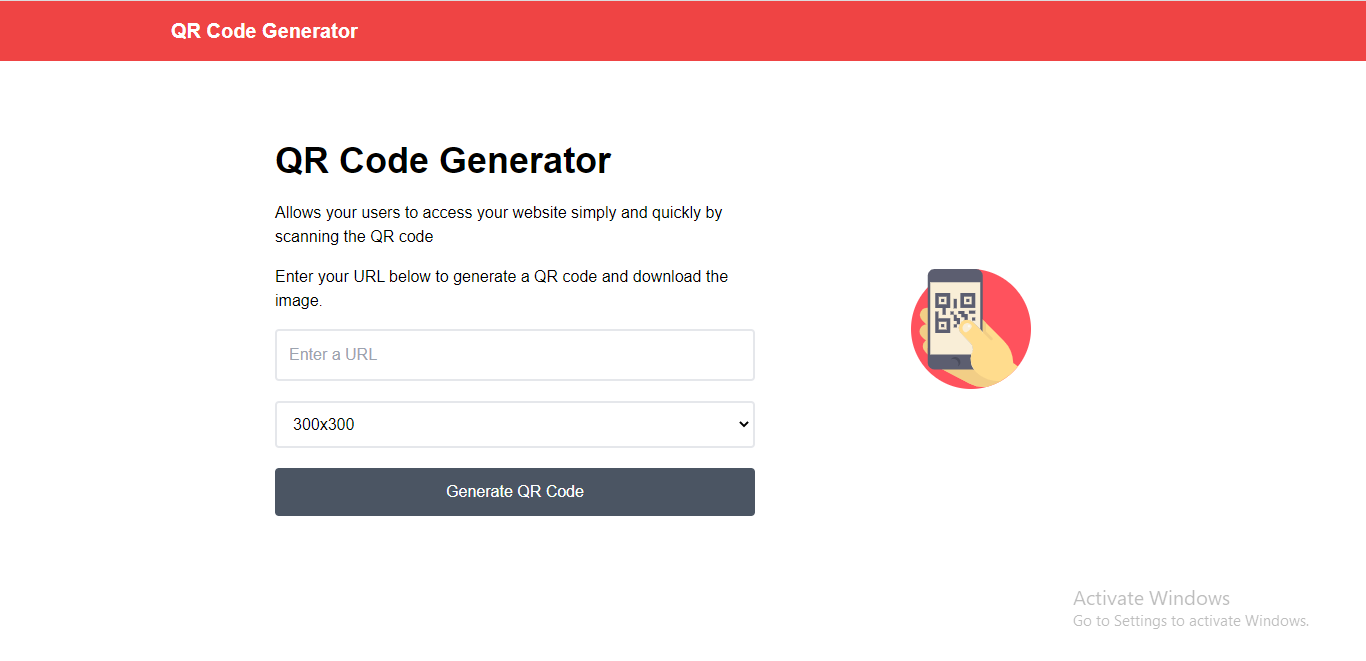 QR Code Generator
QR Code Generator
Allows your users to access your website simply and quickly by
scanning the QR code
Enter your URL below to generate a QR code and download the
image.
Enter a URL
300x300
Generate QR Code
Activate Windows
Go to Settings to activate Windows.